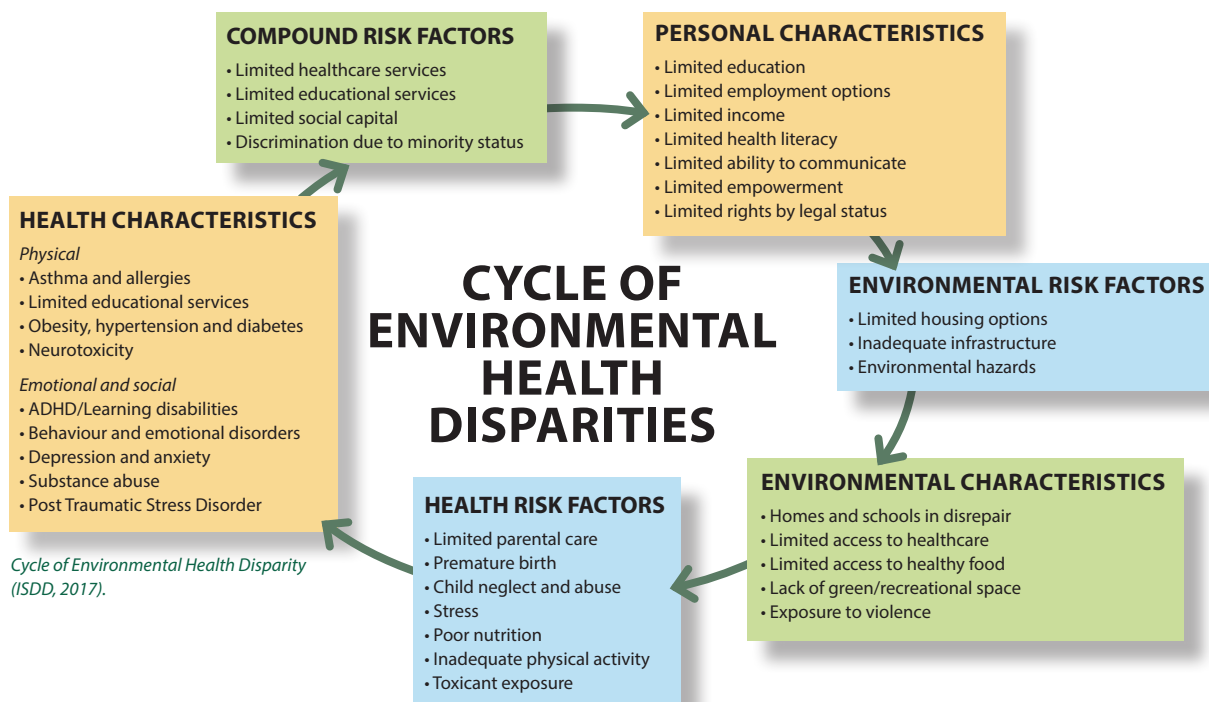 COMPOUND RISK FACTORS
• Limited healthcare services
• Limited educational services
• Limited social capital
• Discrimination due to minority status
PERSONAL CHARACTERISTICS
• Limited education
• Limited employment options
• Limited income
• Limited health literacy
• Limited ability to communicate
• Limited empowerment
• Limited rights by legal status
HEALTH CHARACTERISTICS
Physical
• Asthma and allergies
• Limited educational services
• Obesity, hypertension and diabetes
• Neurotoxicity
Emotional and social
• ADHD/Learning disabilities
• Behaviour and emotional disorders
• Depression and anxiety
• Substance abuse
• Post Traumatic Stress Disorder
CYCLE OF
ENVIRONMENTAL
HEALTH
DISPARITIES
ENVIRONMENTAL RISK FACTORS
• Limited housing options
• Inadequate infrastructure
• Environmental hazards
ENVIRONMENTAL CHARACTERISTICS
• Homes and schools in disrepair
• Limited access to healthcare
• Limited access to healthy food
• Lack of green/recreational space
• Exposure to violence
HEALTH RISK FACTORS
• Limited parental care
• Premature birth
• Child neglect and abuse
• Stress
• Poor nutrition
• Inadequate physical activity
• Toxicant exposure
Cycle of Environmental Health Disparity
(ISDD, 2017).